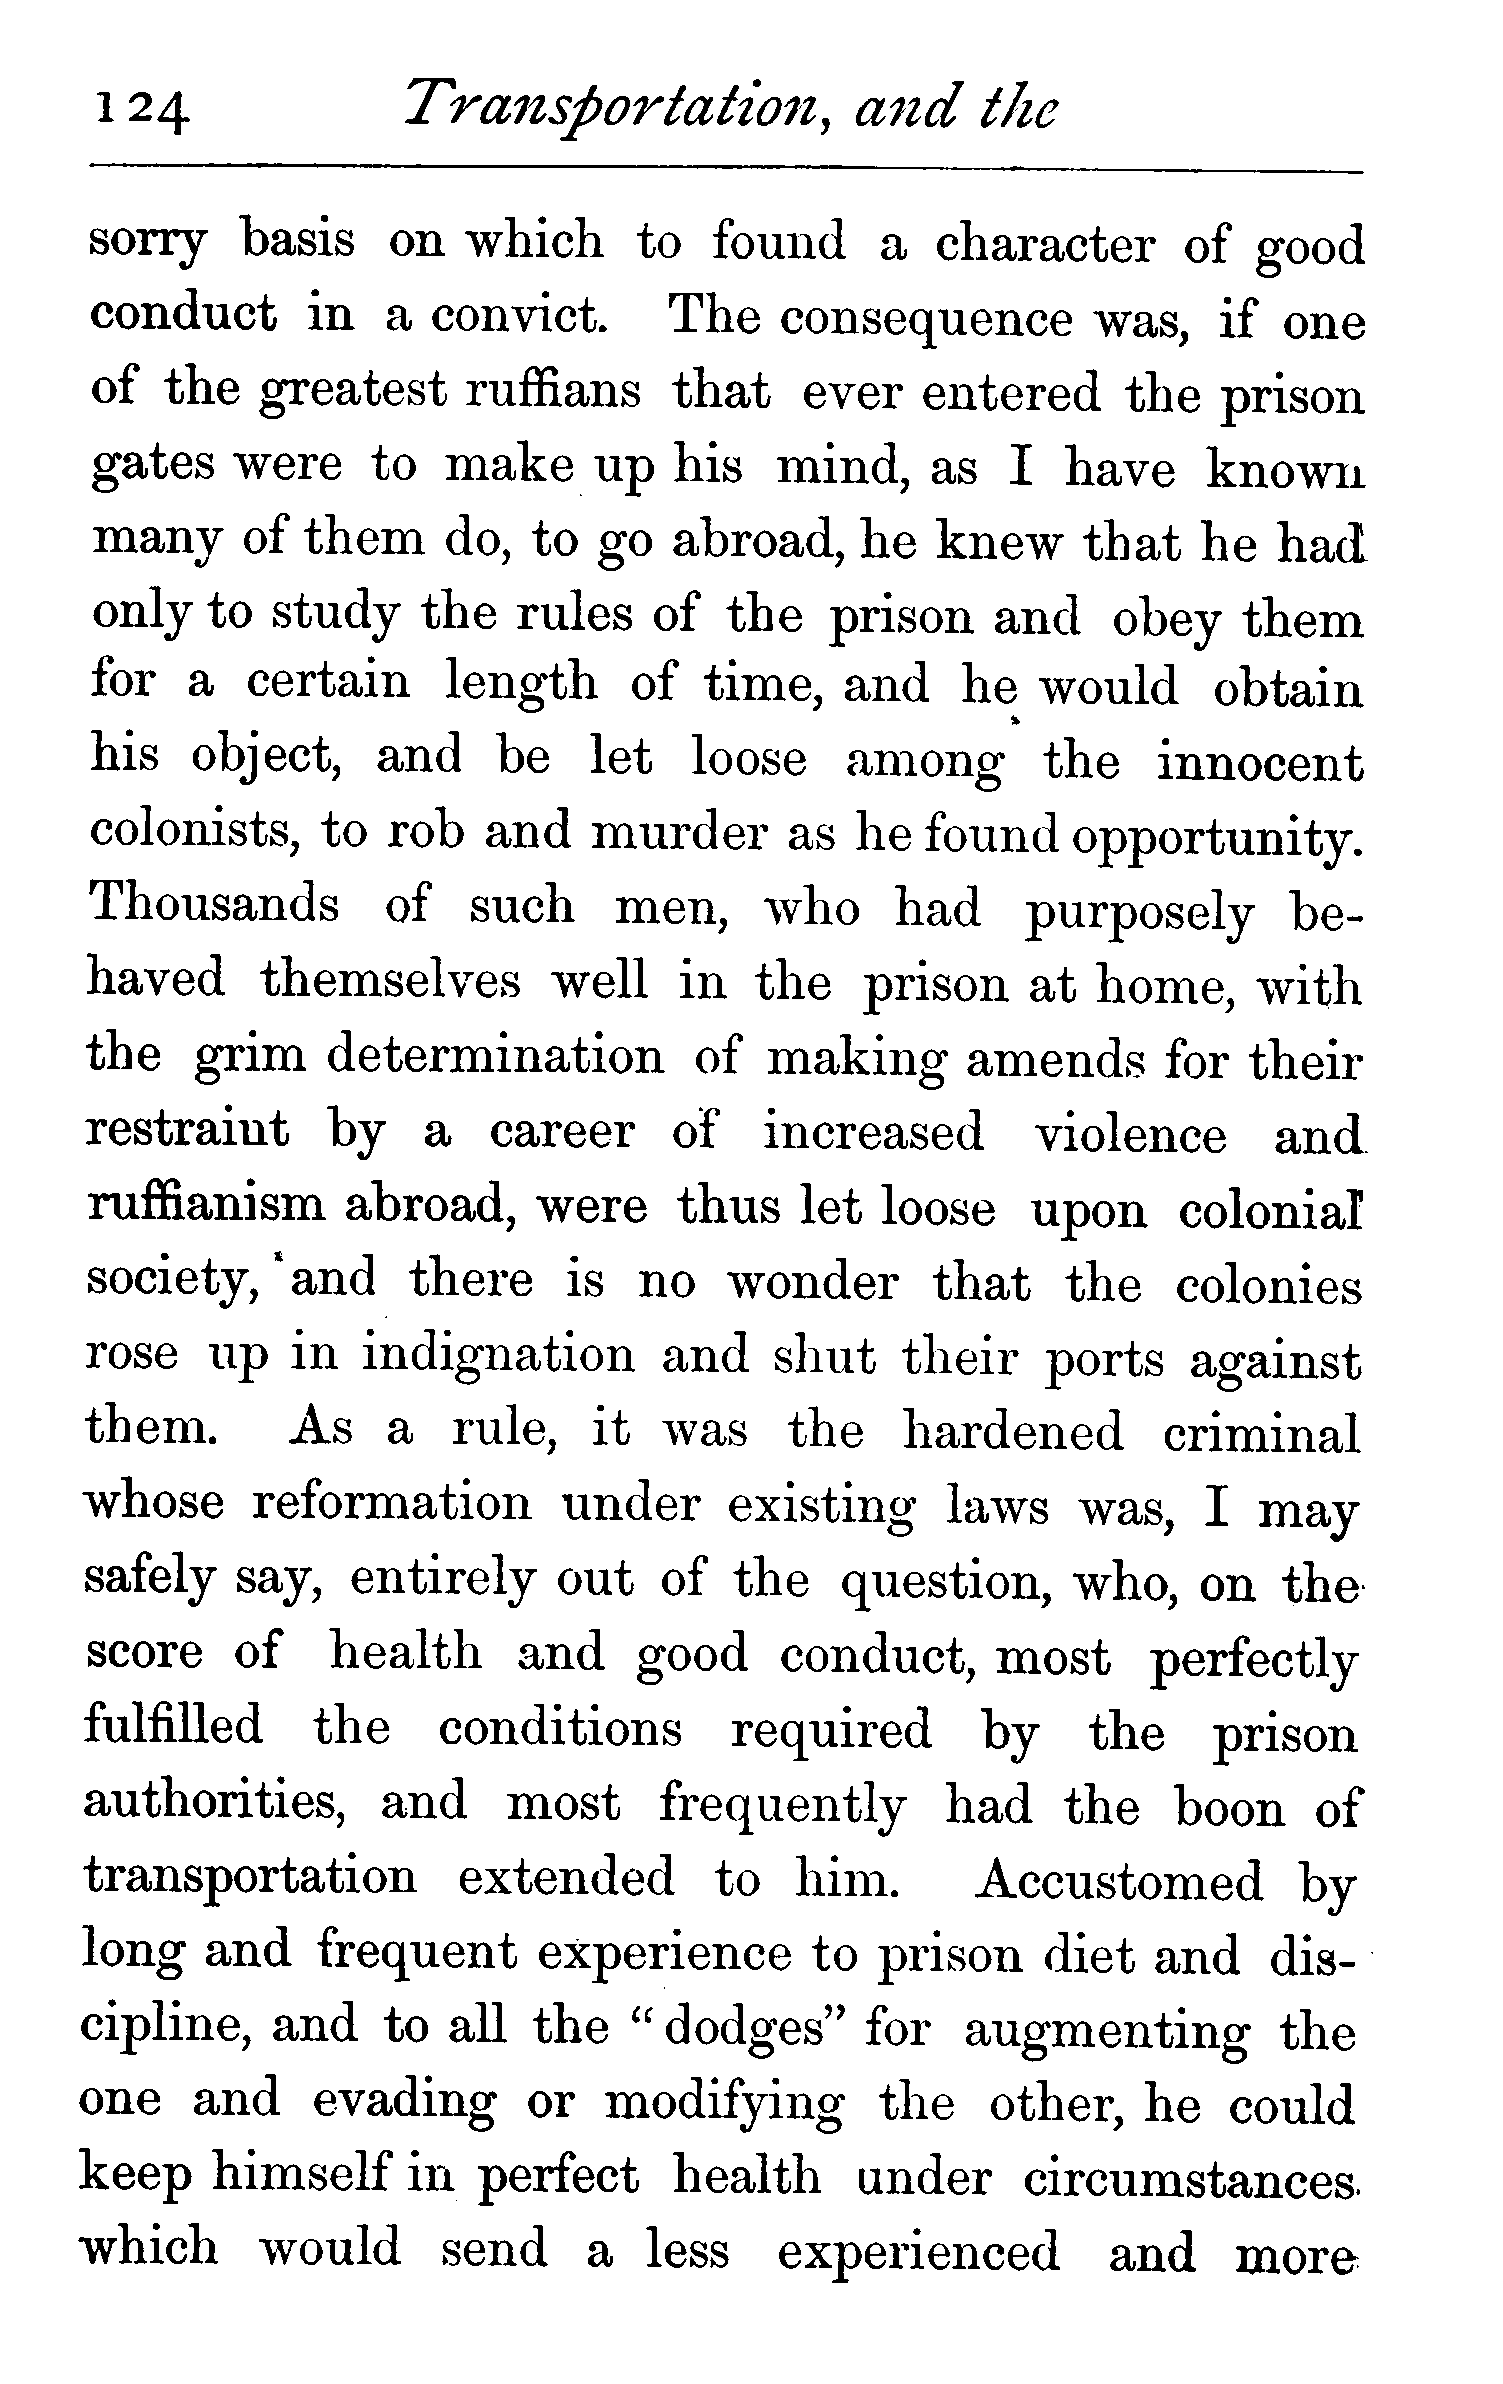 124 Transportation, and the
sorry basis on which to found a character of good
conduct in a convict. The consequence was, if one
of the greatest ruffians that ever entered the prison
gates were to make up his mind, as I have known
many of them do, to go abroad, he knew that he had
only to study the rules of the prison and obey them
for a certain length of time, and he would obtain
his object, and be let loose among the innocent
colonists, to rob and murder as he found opportunity.
Thousands of such men, who had purposely be-
haved themselves well in the prison at home, with
the grim determination of making amends for their
restraint by a career of increased violence and
ruffianism abroad, were thus let loose upon colonial
society, and there is no wonder that the colonies
rose up in indignation and shut their ports against
them. As a rule, it was the hardened criminal
whose reformation under existing laws was, I may
safely say, entirely out of the question, who, on the
score of health and good conduct, most perfectly
fulfilled the conditions required by the prison
authorities, and most frequently had the boon of
transportation extended to him. Accustomed by
long and frequent experience to prison diet and dis-
cipline, and to all the “dodges” for augmenting the
one and evading or modifying the other, he could
keep himself in perfect health under circumstances
which would send a less experienced and more